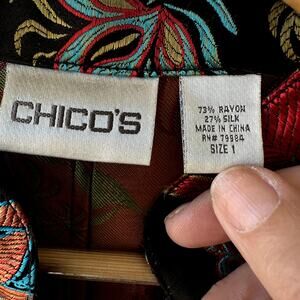 CHICO'S
73% RAYON
27% SILK
MADE IN CHINA
RN# 79984
SIZE 1